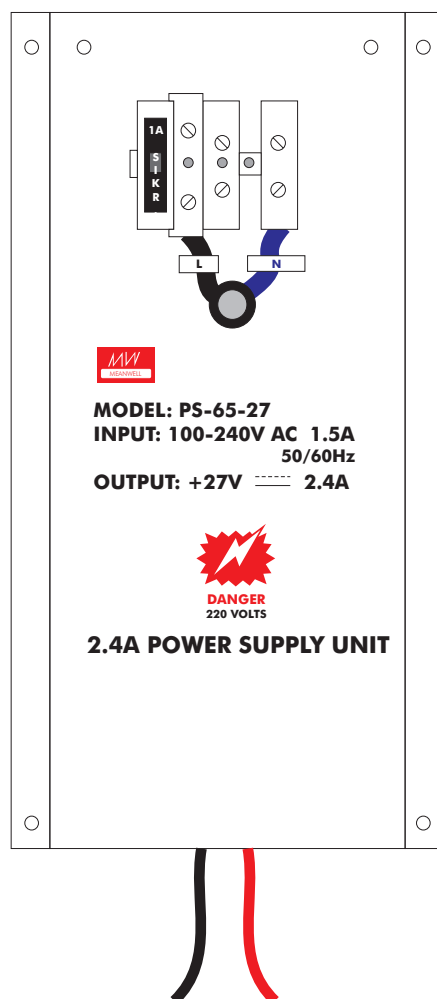 1A
SIKR
L
N
MW
MEANWELL
MODEL: PS-65-27
INPUT: 100-240V AC 1.5A
50/60Hz
OUTPUT: +27V 2.4A
DANGER
220 VOLTS
2.4A POWER SUPPLY UNIT